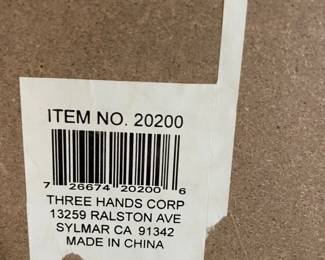 ITEM NO. 20200
7 26674 20200 6
THREE HANDS CORP
13259 RALSTON AVE
SYLMAR CA 91342
MADE IN CHINA